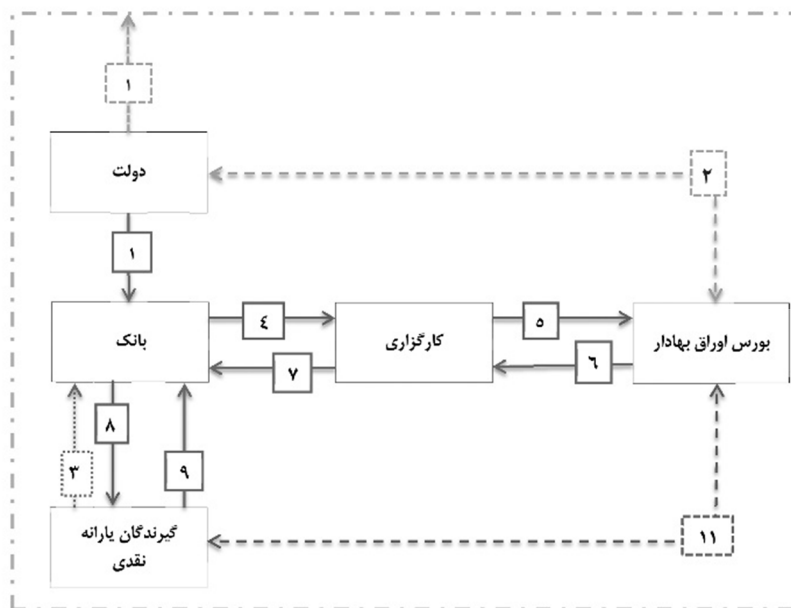 ۱
دولت
۲
۱
بانک
۴
کارگزاری
۵
بورس اوراق بهادار
۷
۶
۸
۳
۹
گیرندگان یارانه
نقدی
۱۱